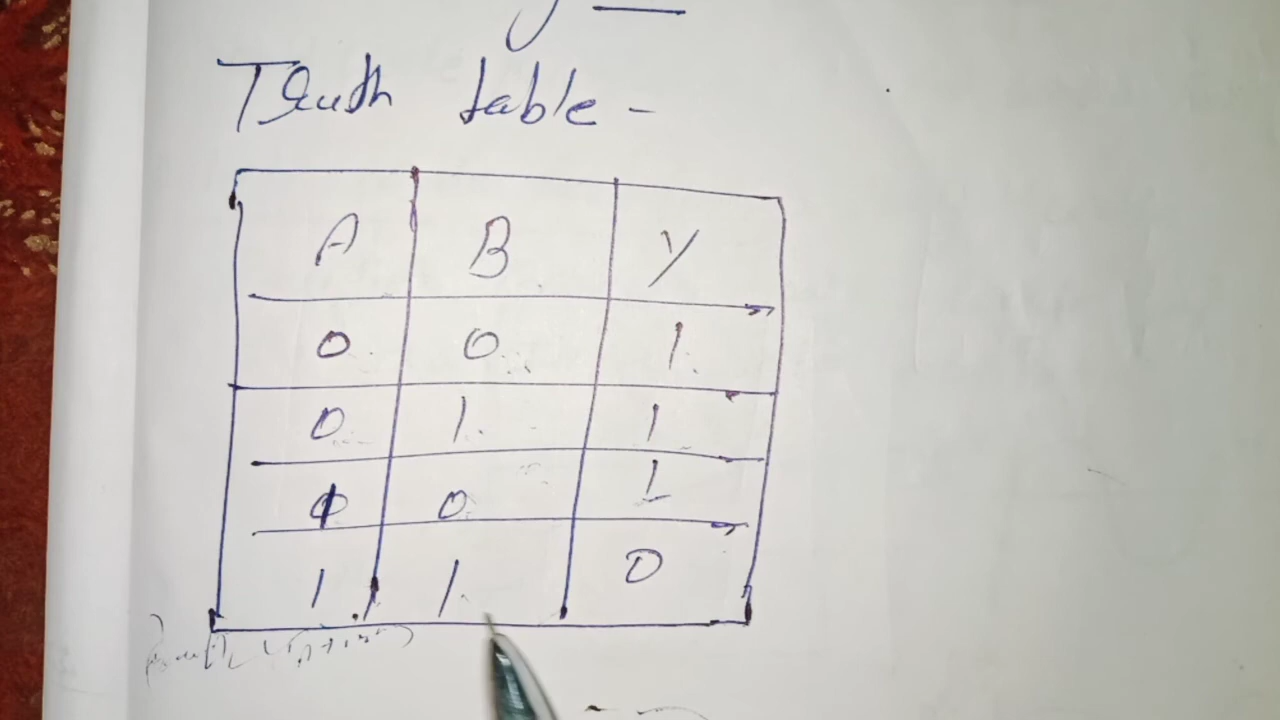 Truth table -
A B Y
0 0 1
0 1 1
1 0 1
1 1 0